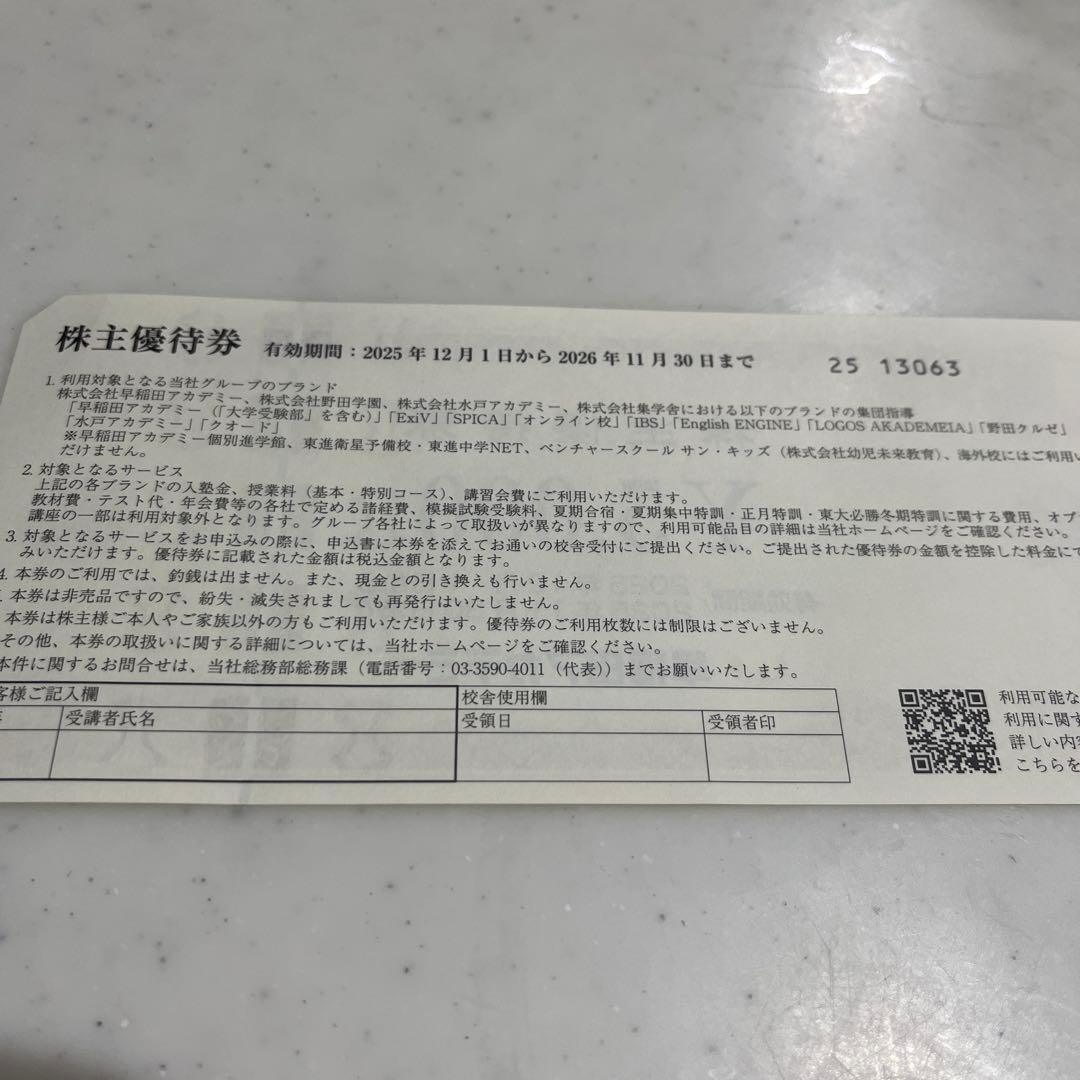 株主優待券 有効期間：2025年12月1日から2026年11月30日まで 25 13063
1. 利用対象となる当社グループのブランド
株式会社早稲田アカデミー、株式会社野田学園、株式会社水戸アカデミー、株式会社集学舎における以下のブランドの集団指導
「早稲田アカデミー（「大学受験部」を含む）」「ExiV」「SPICA」「オンライン校」「IBS」「English ENGINE」「LOGOS AKADEMEIA」「野田クルゼ」
「水戸アカデミー」「クオード」
※早稲田アカデミー個別進学館、東進衛星予備校・東進中学NET、ベンチャースクール サン・キッズ（株式会社幼児未来教育）、海外校にはご利用い
だけません。
2. 対象となるサービス
上記の各ブランドの入塾金、授業料（基本・特別コース）、講習会費にご利用いただけます。
教材費・テスト代・年会費等の各社で定める諸経費、模擬試験受験料、夏期合宿・夏期集中特訓・正月特訓・東大必勝冬期特訓に関する費用、オプ
講座の一部は利用対象外となります。グループ各社によって取扱いが異なりますので、利用可能品目の詳細は当社ホームページをご確認ください。
3. 対象となるサービスをお申込みの際に、申込書に本券を添えてお通いの校舎受付にご提出ください。ご提出された優待券の金額を控除した料金にて
みいただけます。優待券に記載された金額は税込金額となります。
4. 本券のご利用では、釣銭は出ません。また、現金との引き換えも行いません。
本券は非売品ですので、紛失・滅失されましても再発行はいたしません。
本券は株主様ご本人やご家族以外の方もご利用いただけます。優待券のご利用枚数には制限はございません。
その他、本券の取扱いに関する詳細については、当社ホームページをご確認ください。
本件に関するお問合せは、当社総務部総務課（電話番号：03-3590-4011（代表））までお願いいたします。
客様ご記入欄 校舎使用欄
受講者氏名 受領日 受領者印
利用可能な
利用に関す
詳しい内容
こちらを